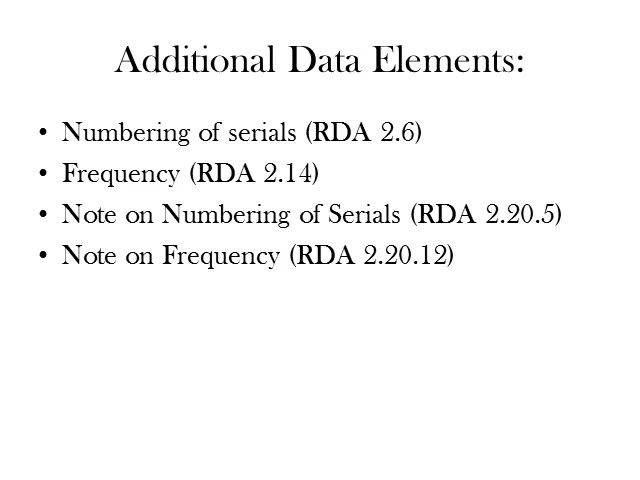 Additional Data Elements:
• Numbering of serials (RDA 2.6)
• Frequency (RDA 2.14)
• Note on Numbering of Serials (RDA 2.20.5)
• Note on Frequency (RDA 2.20.12)